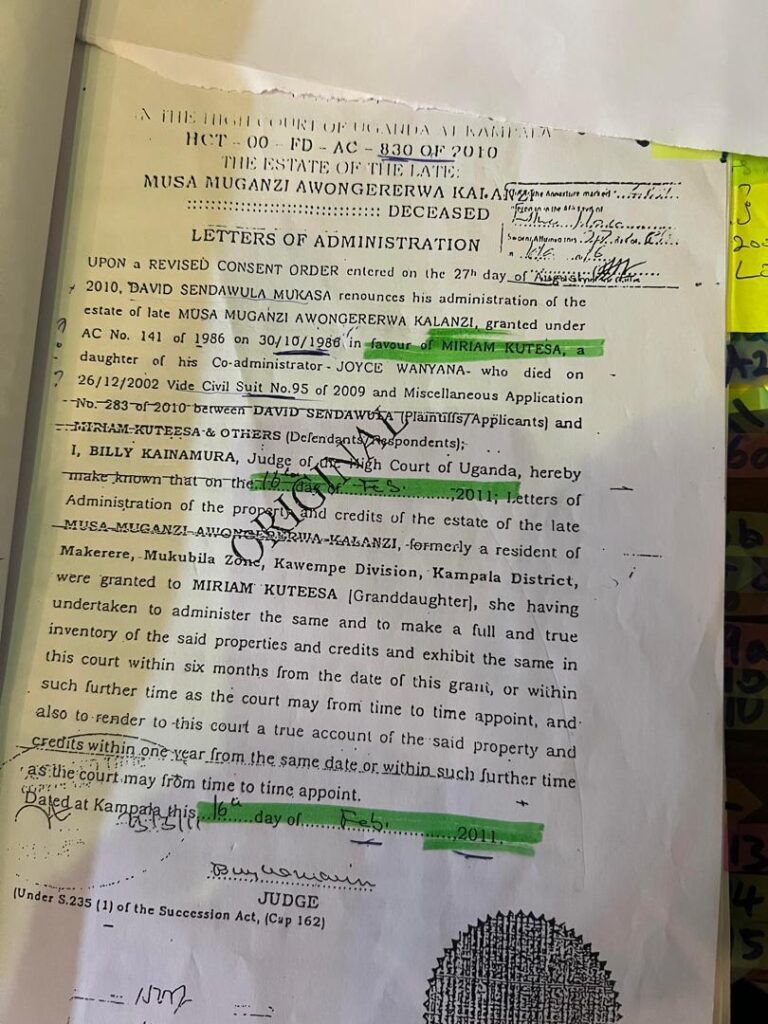 IN THE HIGH COURT OF UGANDA AT KAMPALA
HCT - 00 - FD - AC - 830 OF 2010
THE ESTATE OF THE LATE:
MUSA MUGANZI AWONGERERWA KALANZI
:::::::::::::::::::::::::::::::: DECEASED
the Annexture marked
LETTERS OF ADMINISTRATION
UPON a REVISED CONSENT ORDER entered on the 27th day of August
2010, DAVID SENDAWULA MUKASA renounces his administration of the
estate of late MUSA MUGANZI AWONGERERWA KALANZI, granted under
AC No. 141 of 1986 on 30/10/1986 in favour of MIRIAM KUTESA, a
daughter of his Co-administrator - JOYCE WANYANA- who died on
26/12/2002 Vide Civil Suit No.95 of 2009 and Miscellaneous Application
No. 283 of 2010 between DAVID SENDAWULA (Plaintiffs/Applicants) and
MIRIAM KUTEESA & OTHERS (Defendants/Respondents);
I, BILLY KAINAMURA, Judge of the High Court of Uganda, hereby
make known that on the 16th day of Feb ,2011; Letters of
Administration of the property and credits of the estate of the late
MUSA MUGANZI AWONGERERWA KALANZI, formerly a resident of
Makerere, Mukubila Zone, Kawempe Division, Kampala District,
were granted to MIRIAM KUTEESA [Granddaughter], she having
undertaken to administer the same and to make a full and true
inventory of the said properties and credits and exhibit the same in
this court within six months from the date of this grant, or within
such further time as the court may from time to time appoint, and
also to render to this court a true account of the said property and
credits within one year from the same date or within such further time
as the court may from time to time appoint.
Dated at Kampala this 16th day of Feb. 2011.
ORIGINAL
JUDGE
(Under S.235 (1) of the Succession Act, (Cap 162)